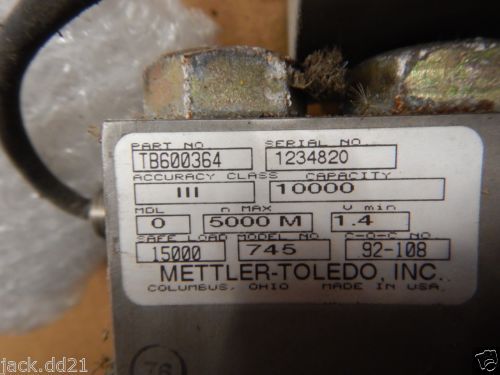 PART NO SERIAL NO
TB600364 1234820
ACCURACY CLASS CAPACITY
III 10000
MDL n MAX V min
0 5000 M 1.4
SAFE LOAD MODEL NO C-O-C NO
15000 745 92-108
METTLER-TOLEDO, INC.
COLUMBUS, OHIO MADE IN USA.
76
jack.dd21